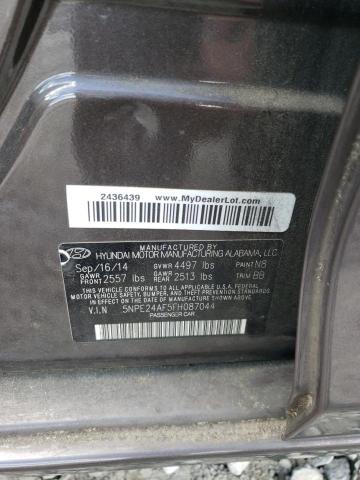 2436439 www.MyDealerLot.com
MANUFACTURED BY
HYUNDAI MOTOR MANUFACTURING ALABAMA, LLC
Sep/16/14 GVWR 4497 lbs PAINT N8
GAWR FRONT 2557 lbs GAWR REAR 2513 lbs TRIM BB
THIS VEHICLE CONFORMS TO ALL APPLICABLE U.S.A. FEDERAL
MOTOR VEHICLE SAFETY, BUMPER, AND THEFT PREVENTION
STANDARDS IN EFFECT ON THE DATE OF MANUFACTURE
SHOWN ABOVE.
V.I.N 5NPE24AF5FH087044
PASSENGER CAR